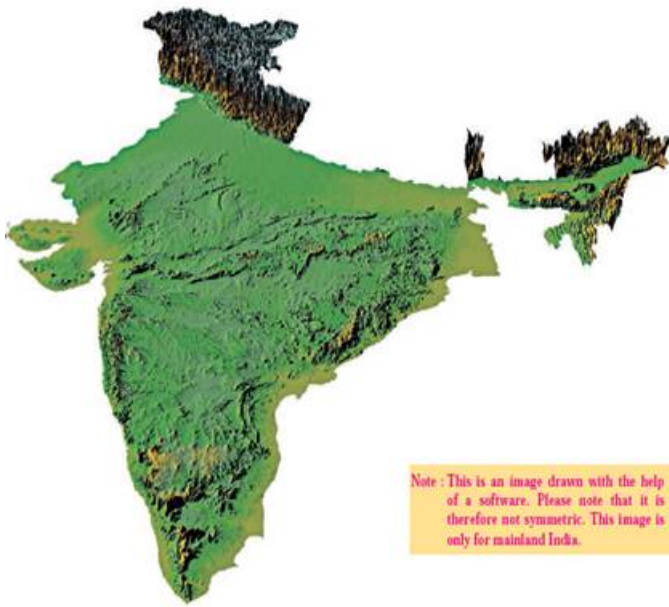 Note : This is an image drawn with the help
of a software. Please note that it is
therefore not symmetric. This image is
only for mainland India.